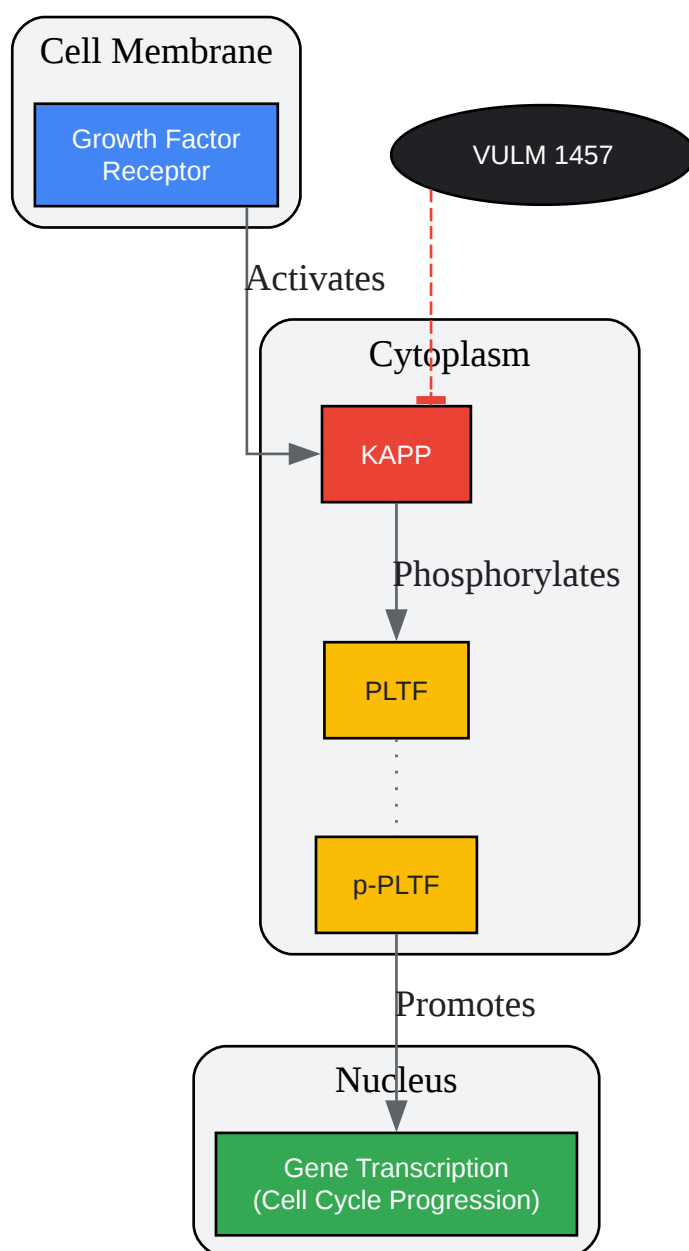 Cell Membrane
Growth Factor
Receptor
VULM 1457
Activates
Cytoplasm
KAPP
Phosphorylates
PLTF
p-PLTF
Promotes
Nucleus
Gene Transcription
(Cell Cycle Progression)